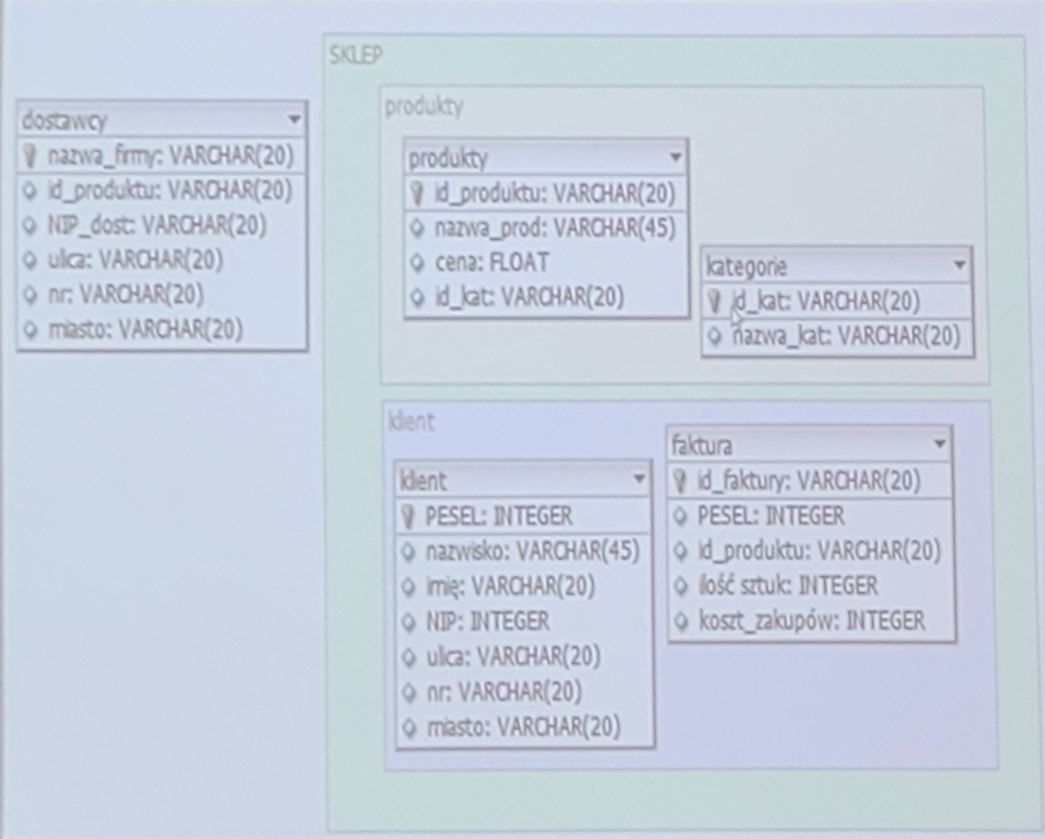 SKLEP
dostawcy
nazwa_firmy: VARCHAR(20)
id_produktu: VARCHAR(20)
NIP_dost: VARCHAR(20)
ulica: VARCHAR(20)
nr: VARCHAR(20)
miasto: VARCHAR(20)
produkty
produkty
id_produktu: VARCHAR(20)
nazwa_prod: VARCHAR(45)
cena: FLOAT
id_kat: VARCHAR(20)
kategorie
id_kat: VARCHAR(20)
nazwa_kat: VARCHAR(20)
klient
klient
PESEL: INTEGER
nazwisko: VARCHAR(45)
imię: VARCHAR(20)
NIP: INTEGER
ulica: VARCHAR(20)
nr: VARCHAR(20)
miasto: VARCHAR(20)
faktura
id_faktury: VARCHAR(20)
PESEL: INTEGER
id_produktu: VARCHAR(20)
ilość sztuk: INTEGER
koszt_zakupów: INTEGER